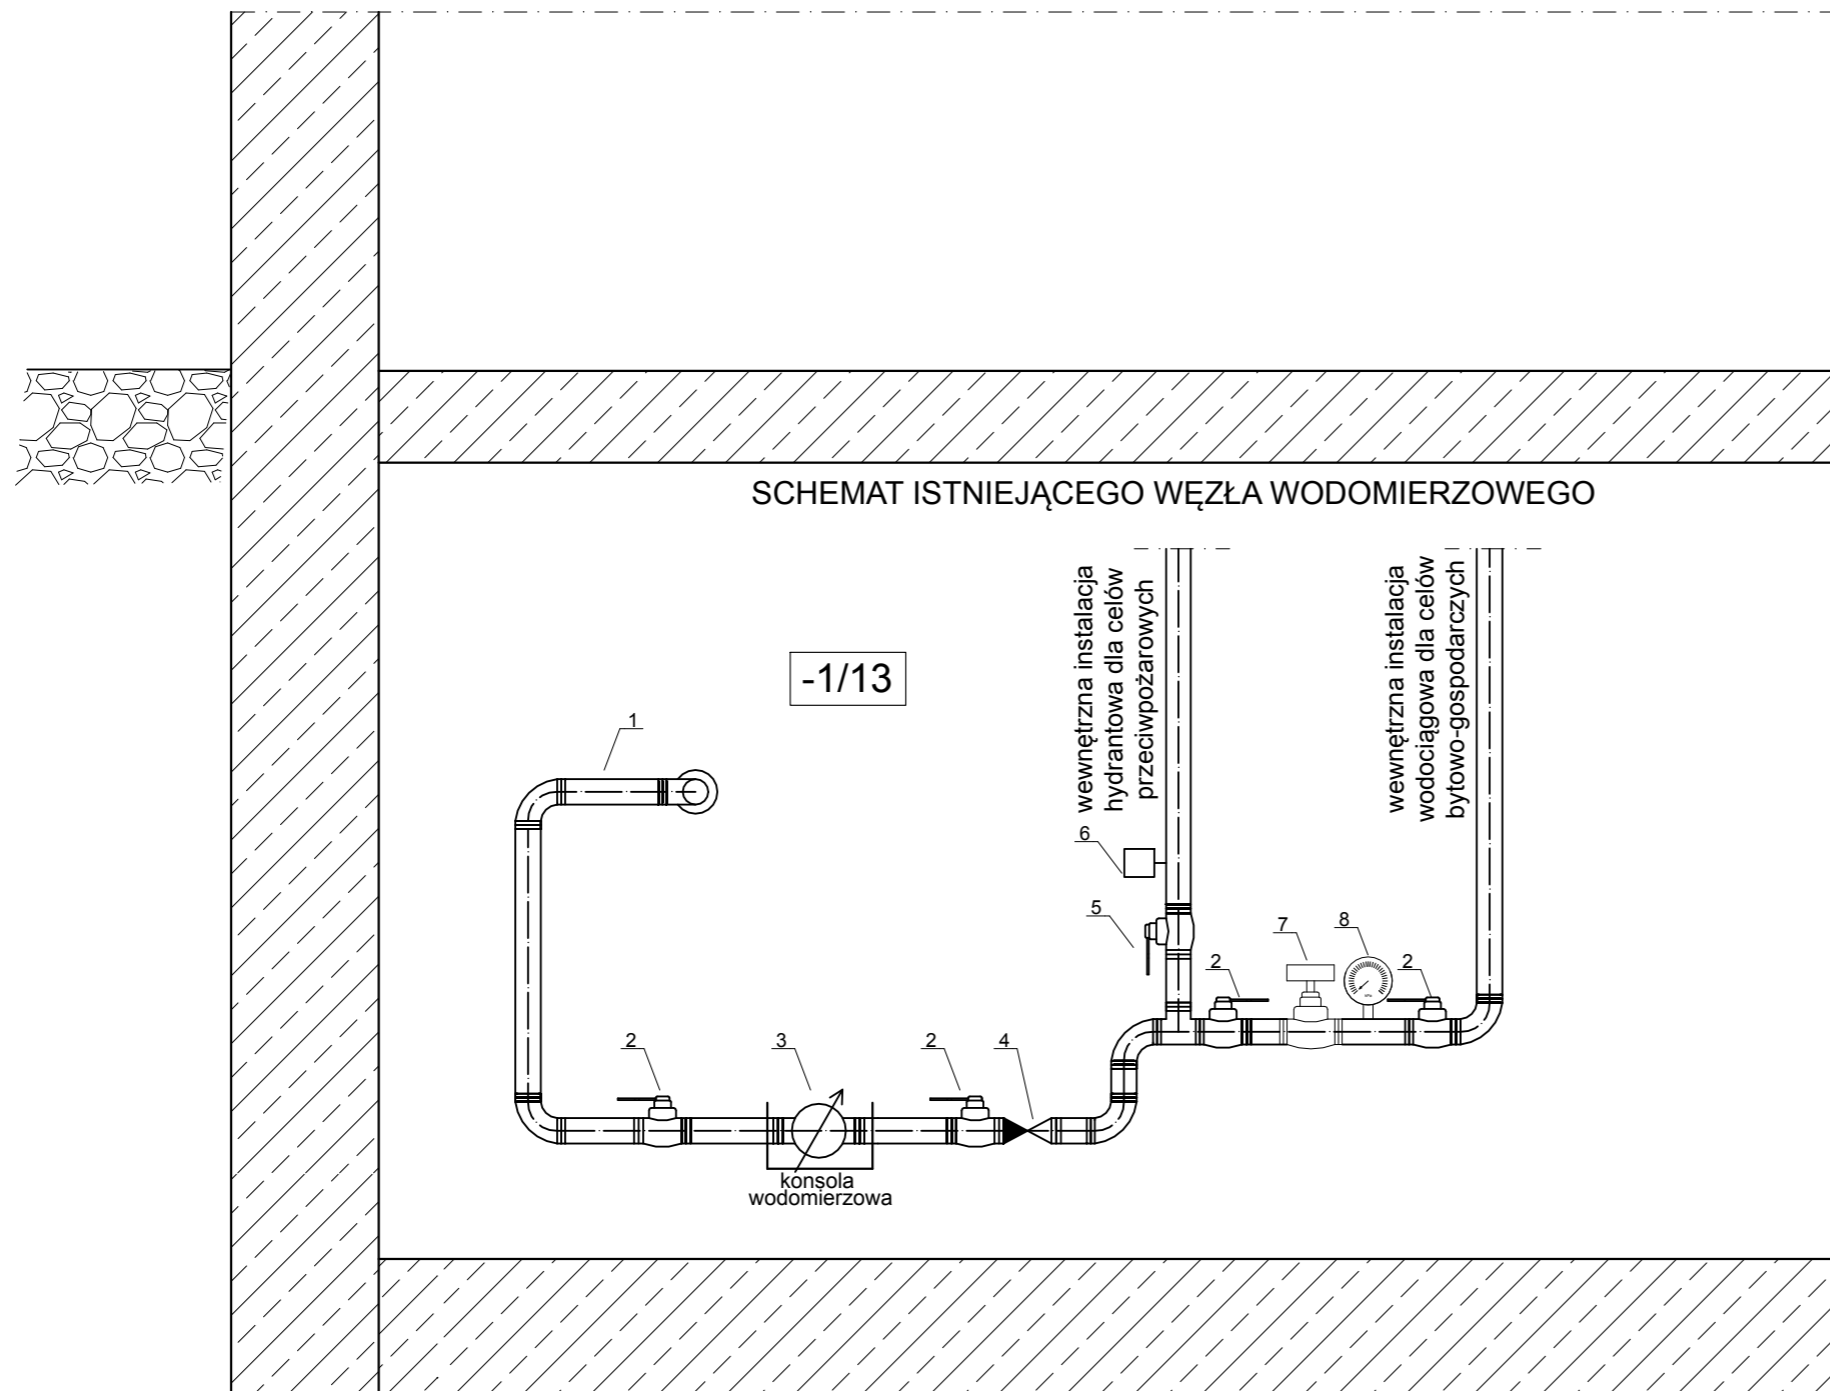 SCHEMAT ISTNIEJĄCEGO WĘZŁA WODOMIERZOWEGO
wewnętrzna instalacja
hydrantowa dla celów
przeciwpożarowych
wewnętrzna instalacja
wodociągowa dla celów
bytowo-gospodarczych
-1/13
1
6
5
7
8
2
2
2
3
2
4
konsola
wodomierzowa